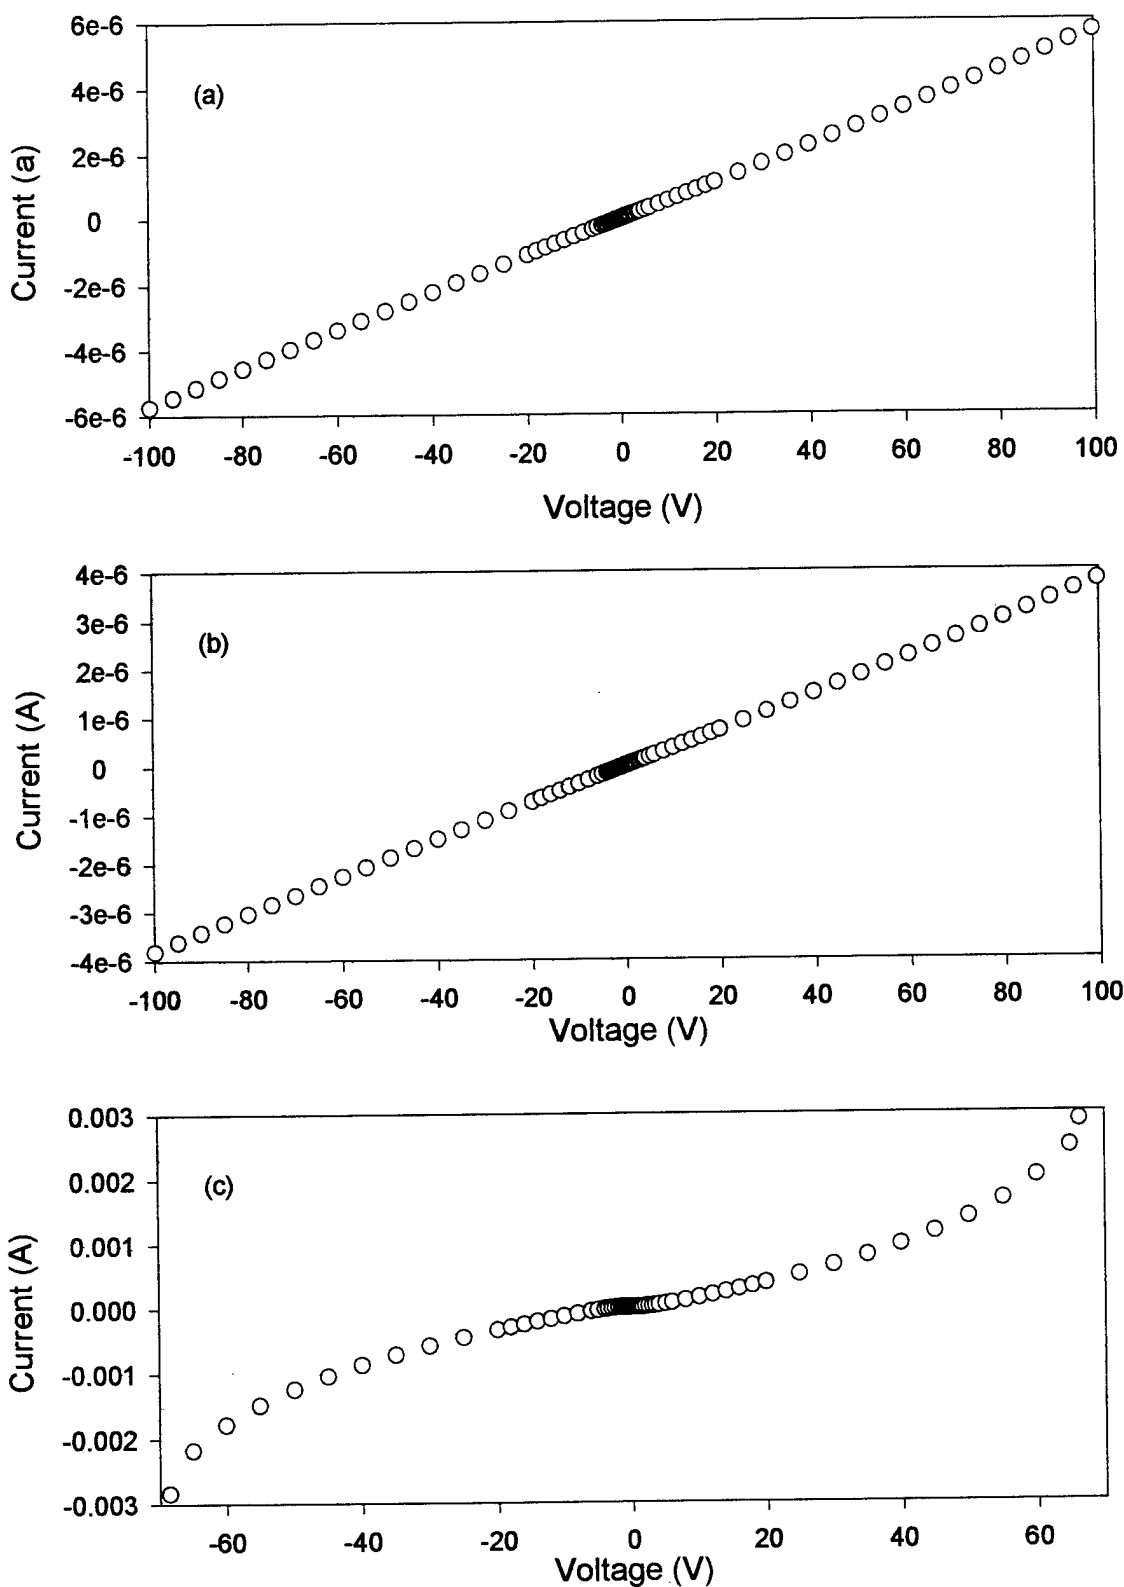 6e-6
4e-6
2e-6
0
-2e-6
-4e-6
-6e-6
Current (a)
(a)
-100 -80 -60 -40 -20 0 20 40 60 80 100
Voltage (V)
4e-6
3e-6
2e-6
1e-6
0
-1e-6
-2e-6
-3e-6
-4e-6
Current (A)
(b)
-100 -80 -60 -40 -20 0 20 40 60 80 100
Voltage (V)
0.003
0.002
0.001
0.000
-0.001
-0.002
-0.003
Current (A)
(c)
-60 -40 -20 0 20 40 60
Voltage (V)